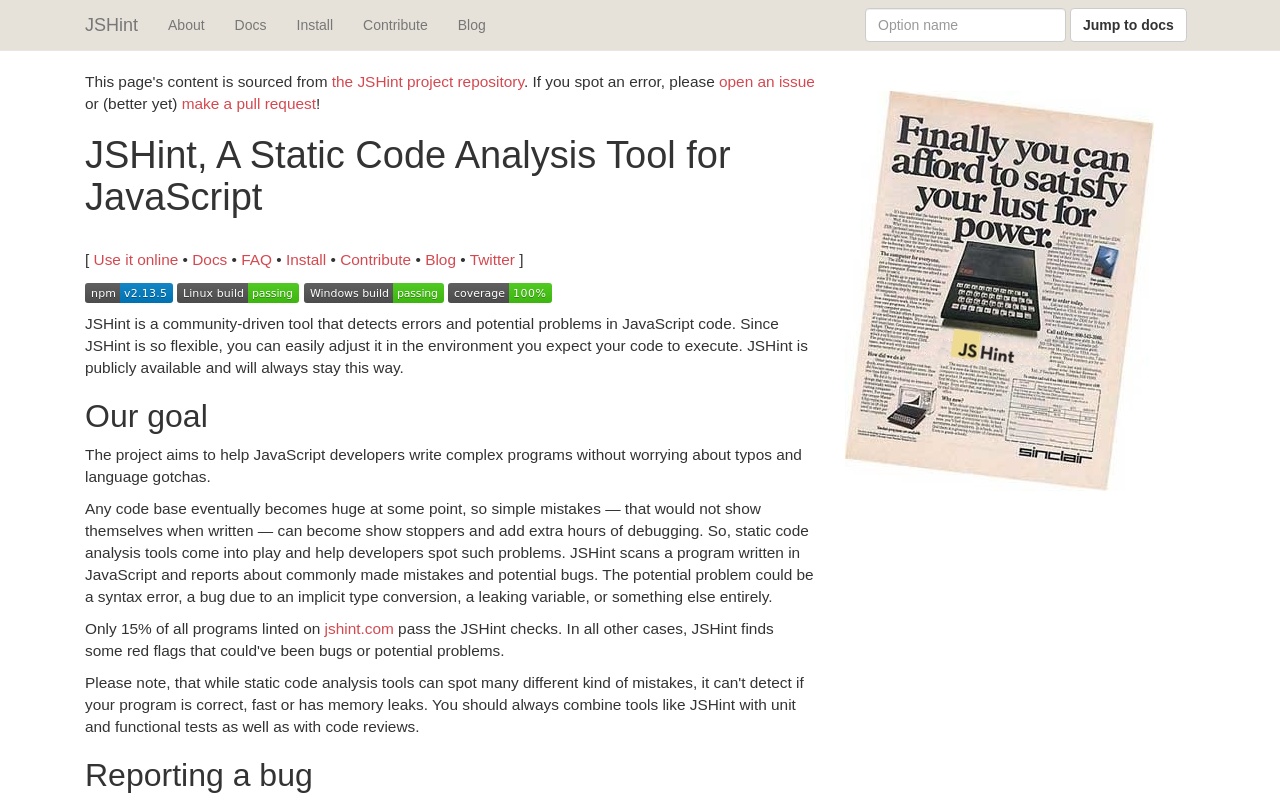 JSHint About Docs Install Contribute Blog Option name Jump to docs
This page's content is sourced from the JSHint project repository. If you spot an error, please open an issue
or (better yet) make a pull request!
JSHint, A Static Code Analysis Tool for
JavaScript
[ Use it online • Docs • FAQ • Install • Contribute • Blog • Twitter ]
npm v2.13.5 Linux build passing Windows build passing coverage 100%
JSHint is a community-driven tool that detects errors and potential problems in JavaScript code. Since
JSHint is so flexible, you can easily adjust it in the environment you expect your code to execute. JSHint is
publicly available and will always stay this way.
Our goal
The project aims to help JavaScript developers write complex programs without worrying about typos and
language gotchas.
Any code base eventually becomes huge at some point, so simple mistakes — that would not show
themselves when written — can become show stoppers and add extra hours of debugging. So, static code
analysis tools come into play and help developers spot such problems. JSHint scans a program written in
JavaScript and reports about commonly made mistakes and potential bugs. The potential problem could be
a syntax error, a bug due to an implicit type conversion, a leaking variable, or something else entirely.
Only 15% of all programs linted on jshint.com pass the JSHint checks. In all other cases, JSHint finds
some red flags that could've been bugs or potential problems.
Please note, that while static code analysis tools can spot many different kind of mistakes, it can't detect if
your program is correct, fast or has memory leaks. You should always combine tools like JSHint with unit
and functional tests as well as with code reviews.
Reporting a bug
Finally you can
afford to satisfy
your lust for
power.
The computer for everyone.
How to order today.
JS Hint
How did we do it?
Why now?
sinclair